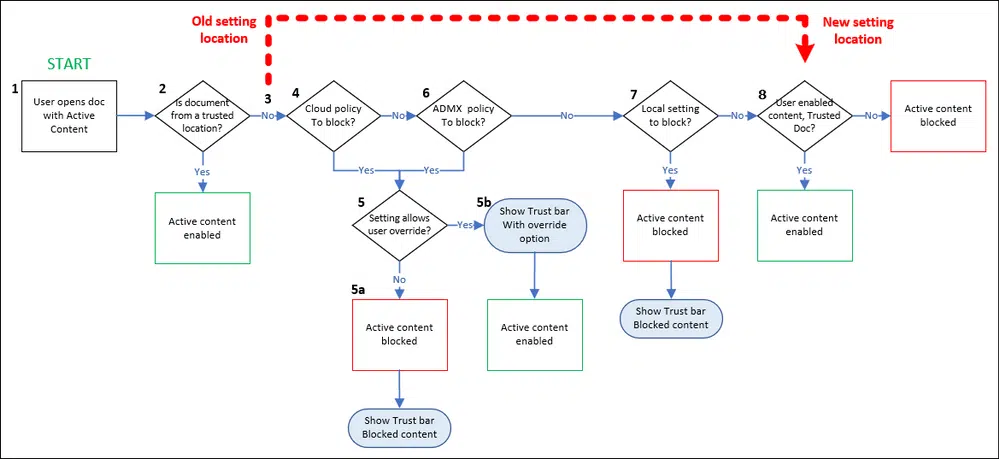 Old setting
location
New setting
location
START
1
User opens doc
with Active
Content
2
Is document
from a trusted
location?
3
No
4
Cloud policy
To block?
No
6
ADMX policy
To block?
No
7
Local setting
to block?
No
8
User enabled
content, Trusted
Doc?
No
Active content
blocked
Yes
Yes
Yes
Yes
Yes
Active content
enabled
5
Setting allows
user override?
Yes
5b
Show Trust bar
With override
option
Active content
blocked
Active content
enabled
No
5a
Active content
blocked
Active content
enabled
Show Trust bar
Blocked content
Show Trust bar
Blocked content